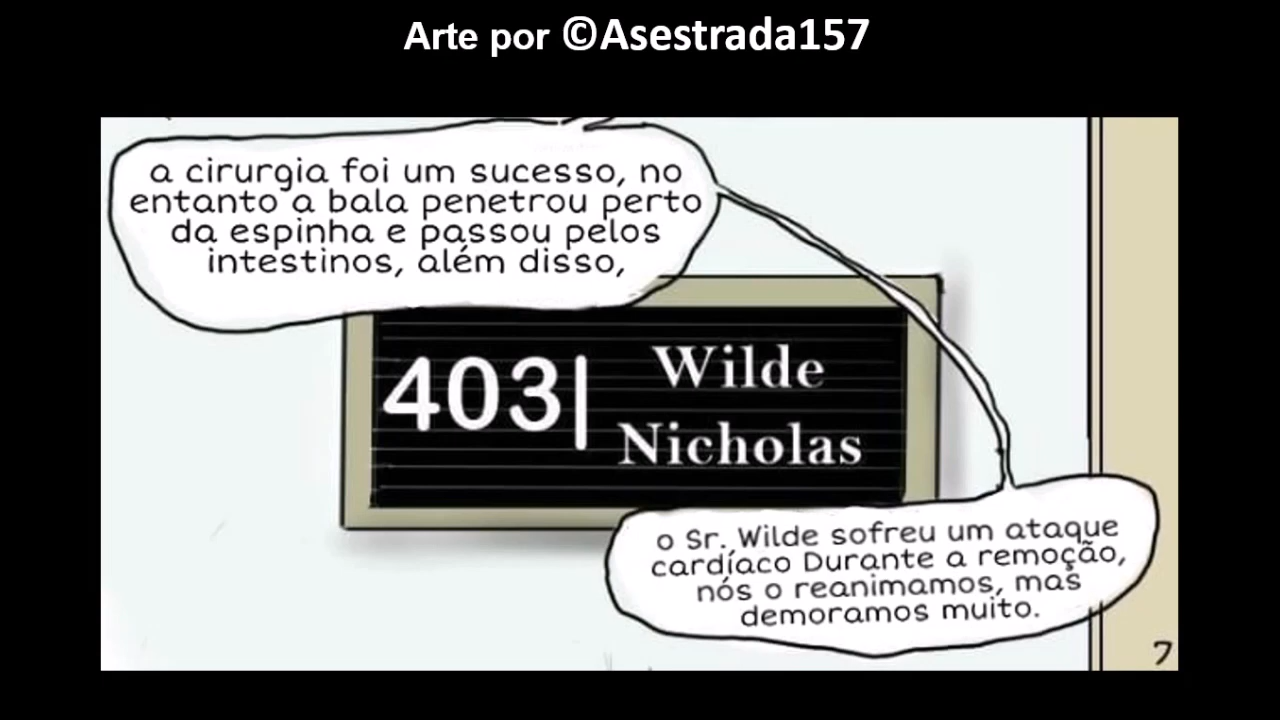 Arte por ©Asestrada157
a cirurgia foi um sucesso, no
entanto a bala penetrou perto
da espinha e passou pelos
intestinos, além disso,
403| Wilde
Nicholas
o Sr. Wilde sofreu um ataque
cardíaco Durante a remoção,
nós o reanimamos, mas
demoramos muito.
7